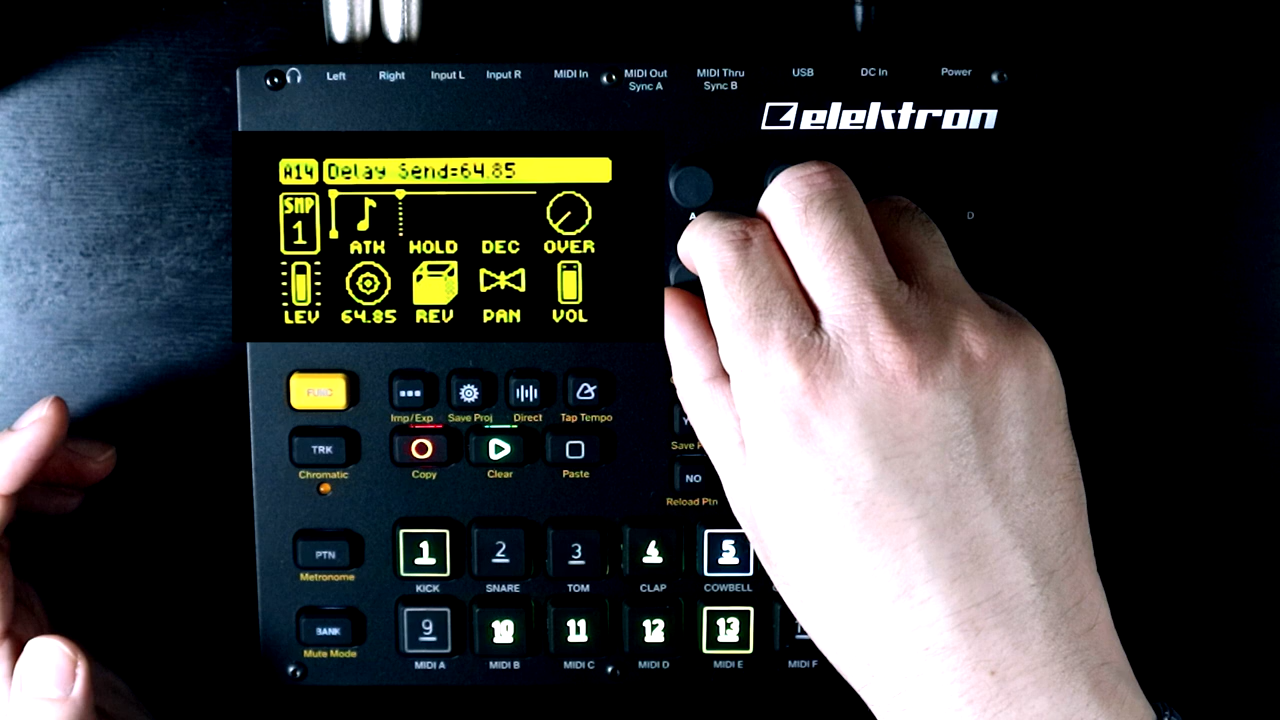 Left Right Input L Input R MIDI In MIDI Out MIDI Thru USB DC In Power
Sync A Sync B
elektron
A14 Delay Send=64.85
SMP
1
ATK HOLD DEC OVER
LEV 64.85 REV PAN VOL
A
D
FUNC
Imp/Exp Save Proj Direct Tap Tempo
TRK
Chromatic Copy Clear Paste
Save P
NO
Reload Ptn
PTN 1 2 3 4 5
Metronome KICK SNARE TOM CLAP COWBELL
BANK 9 10 11 12 13
Mute Mode MIDI A MIDI B MIDI C MIDI D MIDI E MIDI F